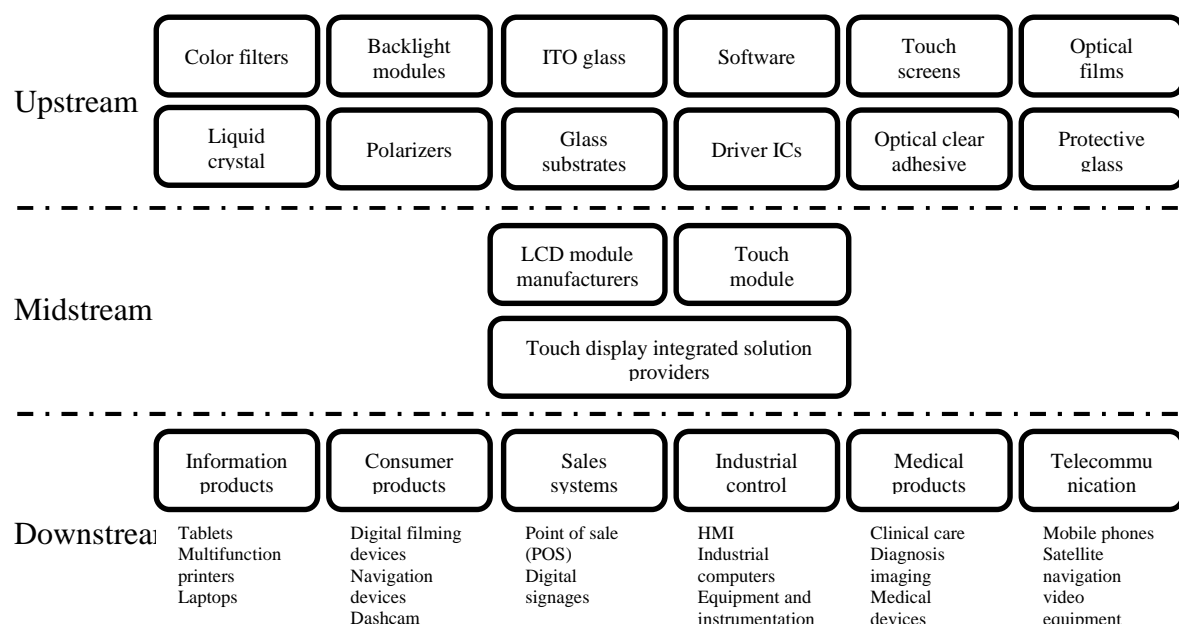 Color filters
Backlight
modules
ITO glass
Software
Touch
screens
Optical
films
Upstream
Liquid
crystal
Polarizers
Glass
substrates
Driver ICs
Optical clear
adhesive
Protective
glass
LCD module
manufacturers
Touch
module
Midstream
Touch display integrated solution
providers
Information
products
Consumer
products
Sales
systems
Industrial
control
Medical
products
Telecommu
nication
Downstrea
Tablets
Multifunction
printers
Laptops
Digital filming
devices
Navigation
devices
Dashcam
Point of sale
(POS)
Digital
signages
HMI
Industrial
computers
Equipment and
instrumentation
Clinical care
Diagnosis
imaging
Medical
devices
Mobile phones
Satellite
navigation
video
equipment